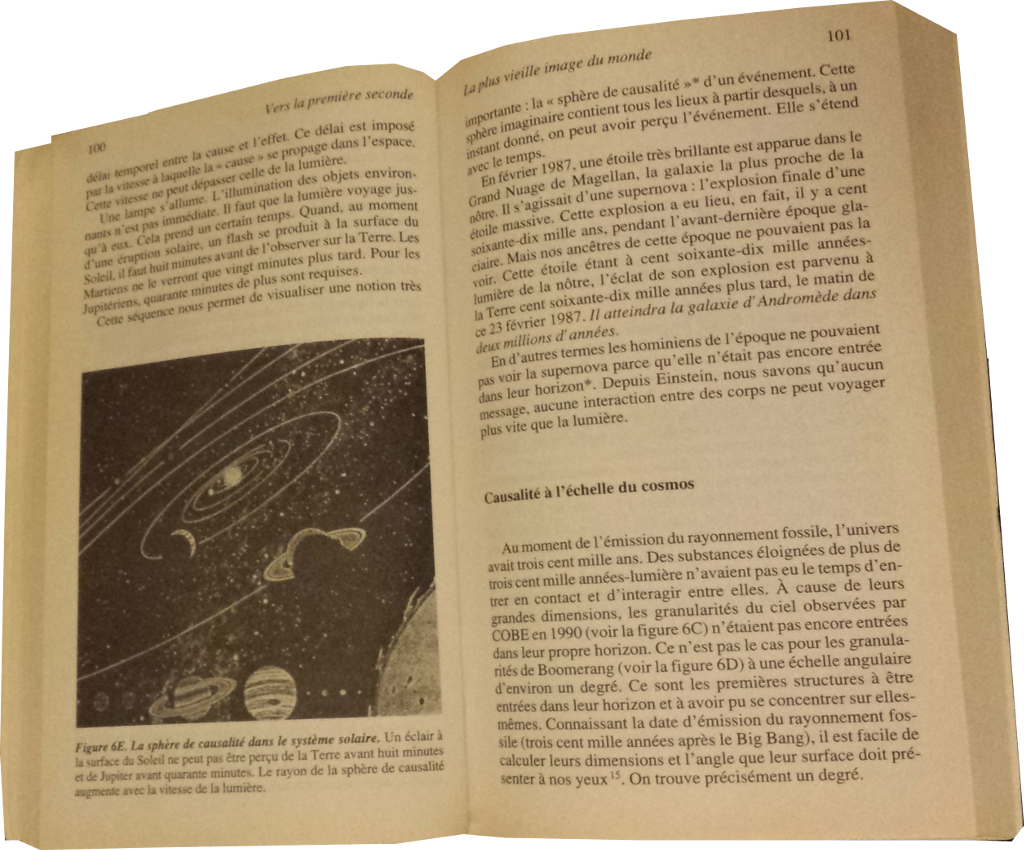 100
Vers la première seconde
délai temporel entre la cause et l'effet. Ce délai est imposé
par la vitesse à laquelle la « cause » se propage dans l'espace.
Cette vitesse ne peut dépasser celle de la lumière.
Une lampe s'allume. L'illumination des objets environ-
nants n'est pas immédiate. Il faut que la lumière voyage jus-
qu'à eux. Cela prend un certain temps. Quand, au moment
d'une éruption solaire, un flash se produit à la surface du
Soleil, il faut huit minutes avant de l'observer sur la Terre. Les
Martiens ne le verront que vingt minutes plus tard. Pour les
Jupitériens, quarante minutes de plus sont requises.
Cette séquence nous permet de visualiser une notion très
Figure 6E. La sphère de causalité dans le système solaire. Un éclair à
la surface du Soleil ne peut pas être perçu de la Terre avant huit minutes
et de Jupiter avant quarante minutes. Le rayon de la sphère de causalité
augmente avec la vitesse de la lumière.
La plus vieille image du monde
101
importante : la « sphère de causalité »* d'un événement. Cette
sphère imaginaire contient tous les lieux à partir desquels, à un
instant donné, on peut avoir perçu l'événement. Elle s'étend
avec le temps.
En février 1987, une étoile très brillante est apparue dans le
Grand Nuage de Magellan, la galaxie la plus proche de la
nôtre. Il s'agissait d'une supernova : l'explosion finale d'une
étoile massive. Cette explosion a eu lieu, en fait, il y a cent
soixante-dix mille ans, pendant l'avant-dernière époque gla-
ciaire. Mais nos ancêtres de cette époque ne pouvaient pas la
voir. Cette étoile étant à cent soixante-dix mille années-
lumière de la nôtre, l'éclat de son explosion est parvenu à
la Terre cent soixante-dix mille années plus tard, le matin de
ce 23 février 1987. Il atteindra la galaxie d'Andromède dans
deux millions d'années.
En d'autres termes les hominiens de l'époque ne pouvaient
pas voir la supernova parce qu'elle n'était pas encore entrée
dans leur horizon*. Depuis Einstein, nous savons qu'aucun
message, aucune interaction entre des corps ne peut voyager
plus vite que la lumière.
Causalité à l'échelle du cosmos
Au moment de l'émission du rayonnement fossile, l'univers
avait trois cent mille ans. Des substances éloignées de plus de
trois cent mille années-lumière n'avaient pas eu le temps d'en-
trer en contact et d'interagir entre elles. À cause de leurs
grandes dimensions, les granularités du ciel observées par
COBE en 1990 (voir la figure 6C) n'étaient pas encore entrées
dans leur propre horizon. Ce n'est pas le cas pour les granula-
rités de Boomerang (voir la figure 6D) à une échelle angulaire
d'environ un degré. Ce sont les premières structures à être
entrées dans leur horizon et à avoir pu se concentrer sur elles-
mêmes. Connaissant la date d'émission du rayonnement fos-
sile (trois cent mille années après le Big Bang), il est facile de
calculer leurs dimensions et l'angle que leur surface doit pré-
senter à nos yeux 15. On trouve précisément un degré.